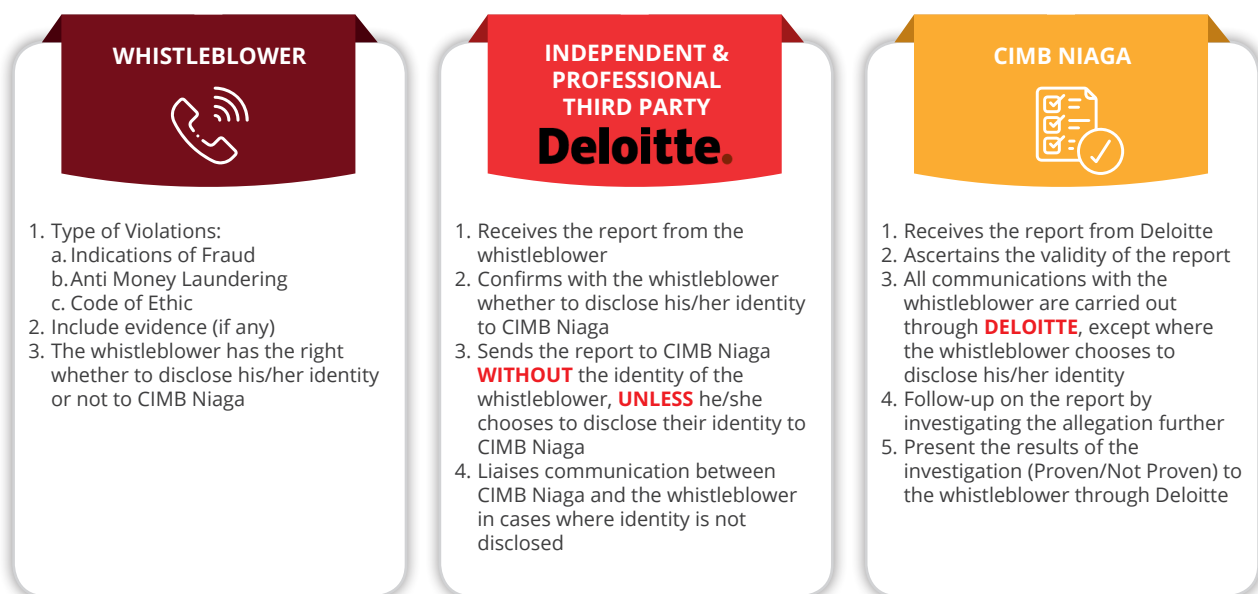 WHISTLEBLOWER
1. Type of Violations:
a. Indications of Fraud
b.Anti Money Laundering
c. Code of Ethic
2. Include evidence (if any)
3. The whistleblower has the right
whether to disclose his/her identity
or not to CIMB Niaga
INDEPENDENT &
PROFESSIONAL
THIRD PARTY
Deloitte.
1. Receives the report from the
whistleblower
2. Confirms with the whistleblower
whether to disclose his/her identity
to CIMB Niaga
3. Sends the report to CIMB Niaga
WITHOUT the identity of the
whistleblower, UNLESS he/she
chooses to disclose their identity to
CIMB Niaga
4. Liaises communication between
CIMB Niaga and the whistleblower
in cases where identity is not
disclosed
CIMB NIAGA
1. Receives the report from Deloitte
2. Ascertains the validity of the report
3. All communications with the
whistleblower are carried out
through DELOITTE, except where
the whistleblower chooses to
disclose his/her identity
4. Follow-up on the report by
investigating the allegation further
5. Present the results of the
investigation (Proven/Not Proven) to
the whistleblower through Deloitte